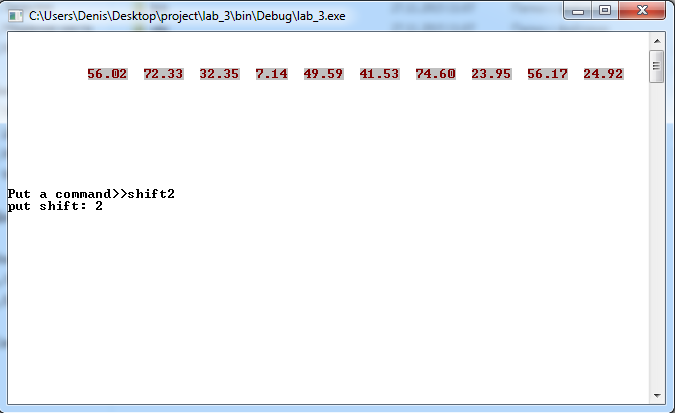 C:\Users\Denis\Desktop\project\lab_3\bin\Debug\lab_3.exe
56.02 72.33 32.35 7.14 49.59 41.53 74.60 23.95 56.17 24.92
Put a command>>shift2
put shift: 2